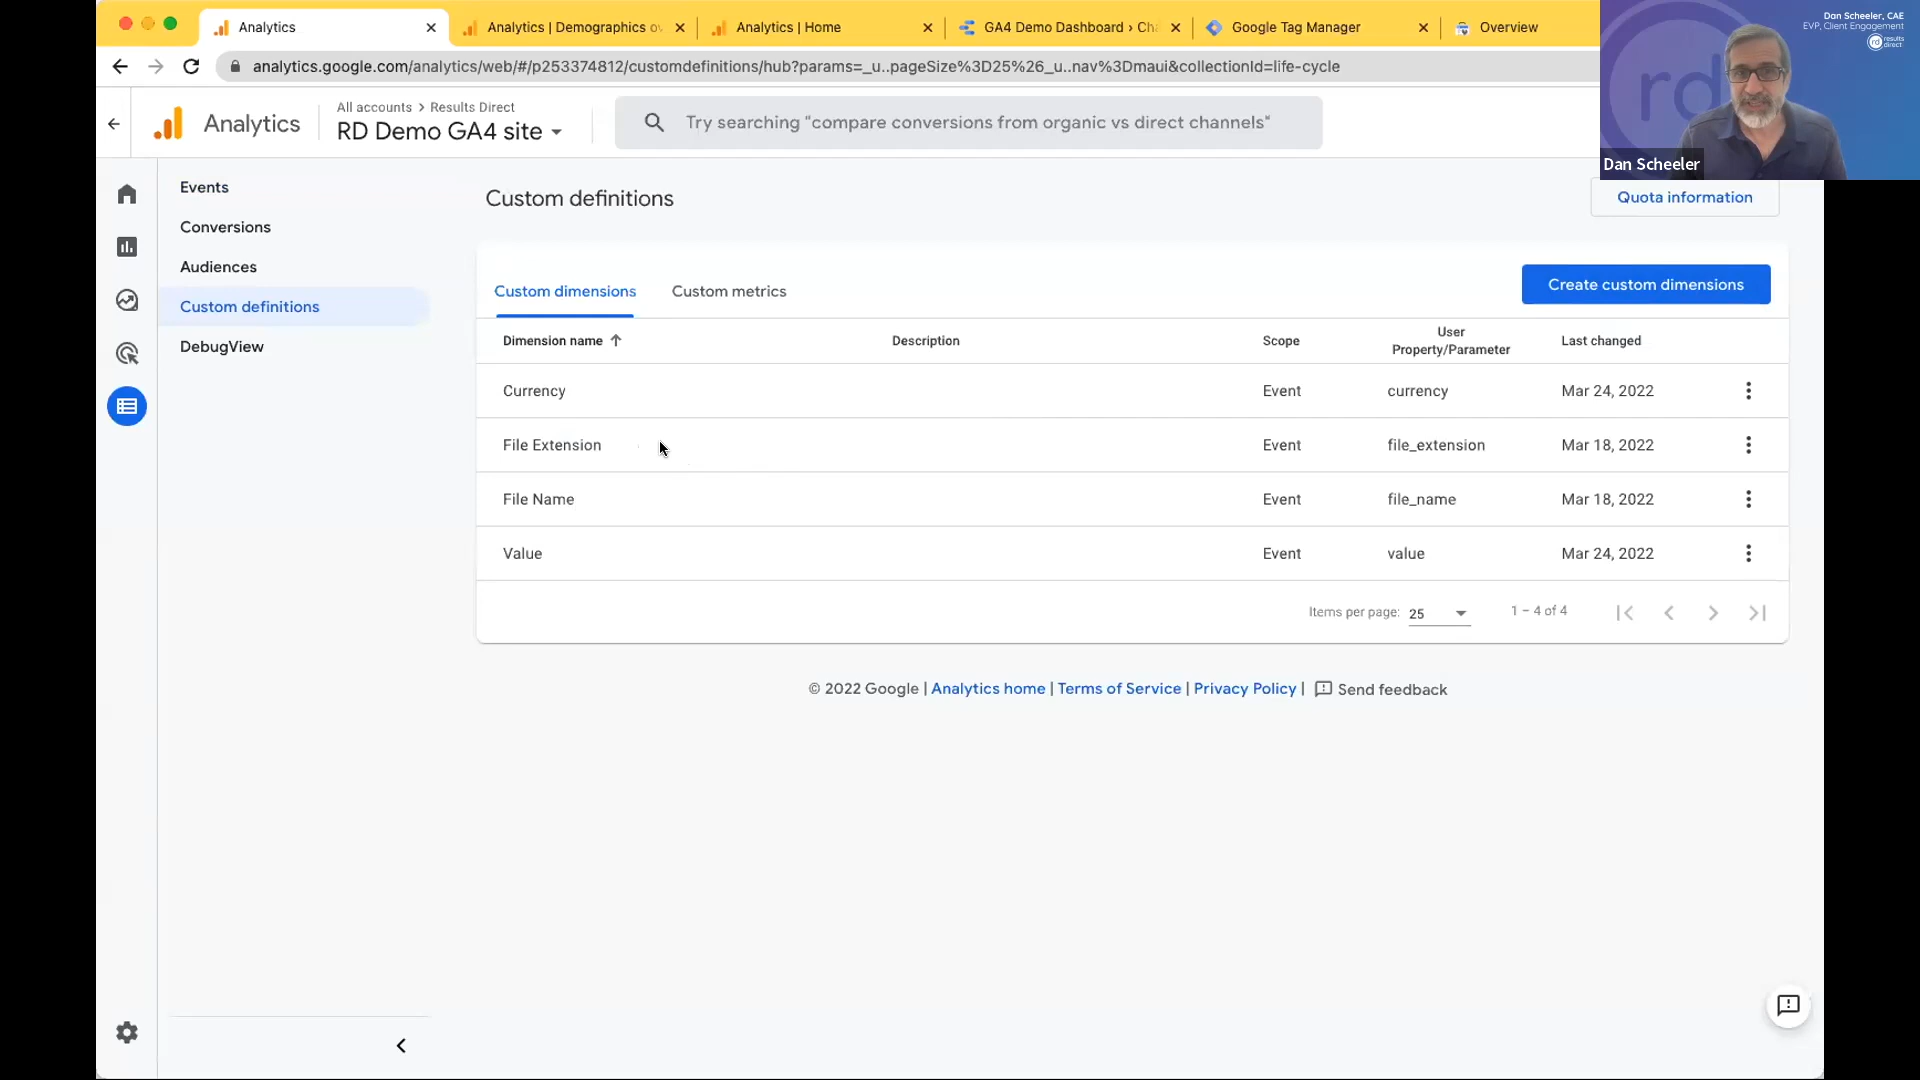 Analytics
Analytics | Demographics ov
Analytics | Home
GA4 Demo Dashboard › Cha
Google Tag Manager
Overview
analytics.google.com/analytics/web/#/p253374812/customdefinitions/hub?params=_u..pageSize%3D25%26_u..nav%3Dmaui&collectionId=life-cycle
Dan Scheeler, CAE
EVP, Client Engagement
rd results direct
rd
Dan Scheeler
Analytics
All accounts > Results Direct
RD Demo GA4 site
Try searching "compare conversions from organic vs direct channels"
Events
Conversions
Audiences
Custom definitions
DebugView
Custom definitions
Quota information
Custom dimensions
Custom metrics
Create custom dimensions
Dimension name
Description
Scope
User Property/Parameter
Last changed
Currency Event currency Mar 24, 2022
File Extension Event file_extension Mar 18, 2022
File Name Event file_name Mar 18, 2022
Value Event value Mar 24, 2022
Items per page: 25 1 – 4 of 4
© 2022 Google | Analytics home | Terms of Service | Privacy Policy | Send feedback